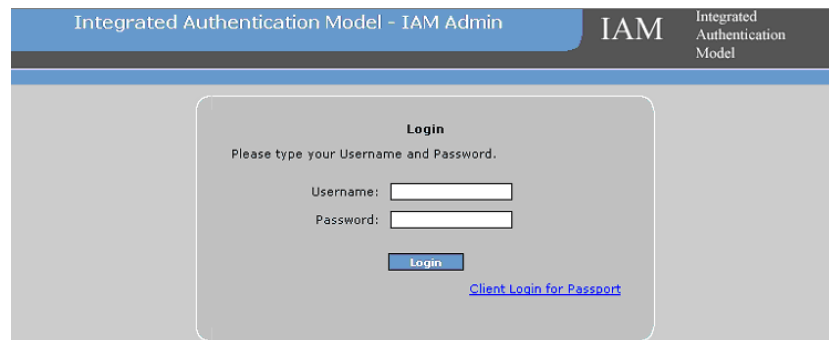 Integrated Authentication Model - IAM Admin
IAM
Integrated
Authentication
Model
Login
Please type your Username and Password.
Username:
Password:
Login
Client Login for Passport